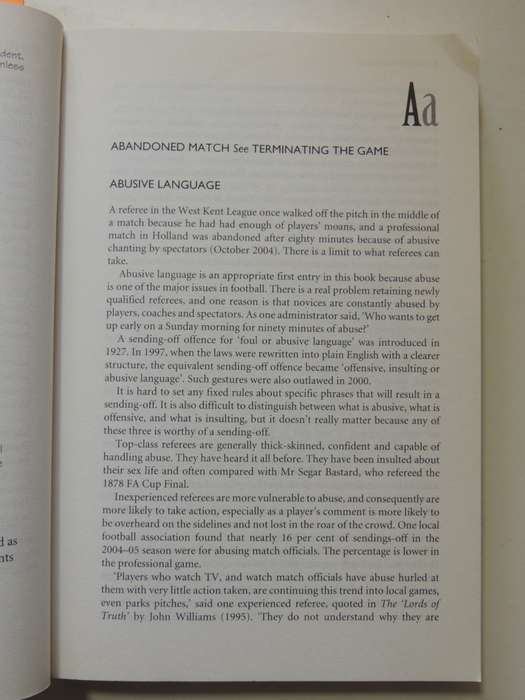 dent,
nless
Aa
ABANDONED MATCH See TERMINATING THE GAME
ABUSIVE LANGUAGE
A referee in the West Kent League once walked off the pitch in the middle of
a match because he had had enough of players' moans, and a professional
match in Holland was abandoned after eighty minutes because of abusive
chanting by spectators (October 2004). There is a limit to what referees can
take.
Abusive language is an appropriate first entry in this book because abuse
is one of the major issues in football. There is a real problem retaining newly
qualified referees, and one reason is that novices are constantly abused by
players, coaches and spectators. As one administrator said, 'Who wants to get
up early on a Sunday morning for ninety minutes of abuse?'
A sending-off offence for 'foul or abusive language' was introduced in
1927. In 1997, when the laws were rewritten into plain English with a clearer
structure, the equivalent sending-off offence became 'offensive, insulting or
abusive language'. Such gestures were also outlawed in 2000.
It is hard to set any fixed rules about specific phrases that will result in a
sending-off. It is also difficult to distinguish between what is abusive, what is
offensive, and what is insulting, but it doesn't really matter because any of
these three is worthy of a sending-off.
Top-class referees are generally thick-skinned, confident and capable of
handling abuse. They have heard it all before. They have been insulted about
their sex life and often compared with Mr Segar Bastard, who refereed the
1878 FA Cup Final.
Inexperienced referees are more vulnerable to abuse, and consequently are
more likely to take action, especially as a player's comment is more likely to
be overheard on the sidelines and not lost in the roar of the crowd. One local
football association found that nearly 16 per cent of sendings-off in the
2004–05 season were for abusing match officials. The percentage is lower in
the professional game.
'Players who watch TV, and watch match officials have abuse hurled at
them with very little action taken, are continuing this trend into local games,
even parks pitches,' said one experienced referee, quoted in The 'Lords of
Truth' by John Williams (1995). 'They do not understand why they are
d as
nts